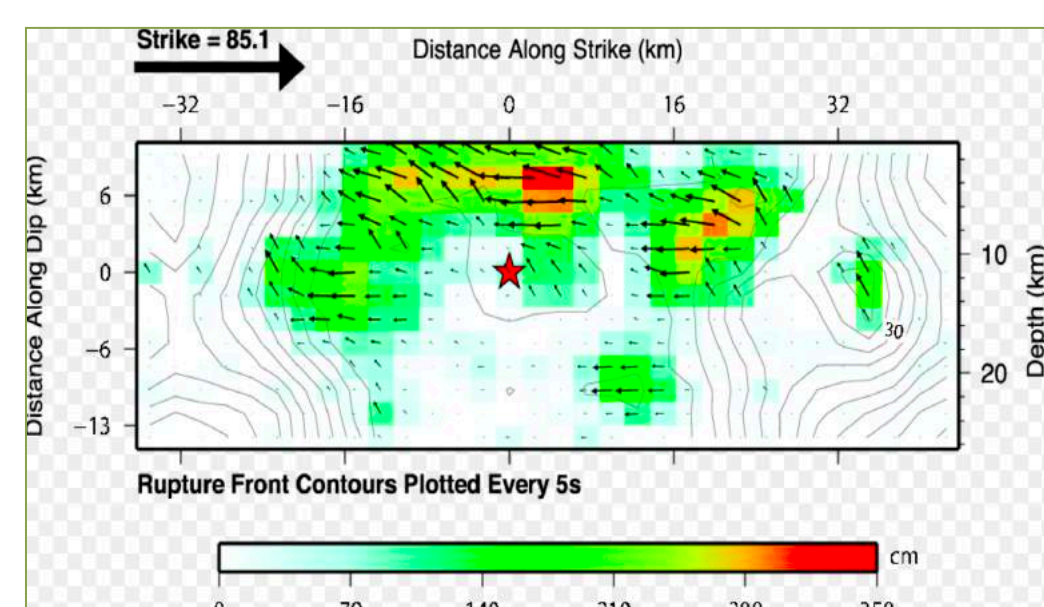 Strike = 85.1
Distance Along Strike (km)
−32 −16 0 16 32
Distance Along Dip (km)
6
0
−6
−13
10
20
Depth (km)
30
Rupture Front Contours Plotted Every 5s
cm
0 70 140 210 280 350